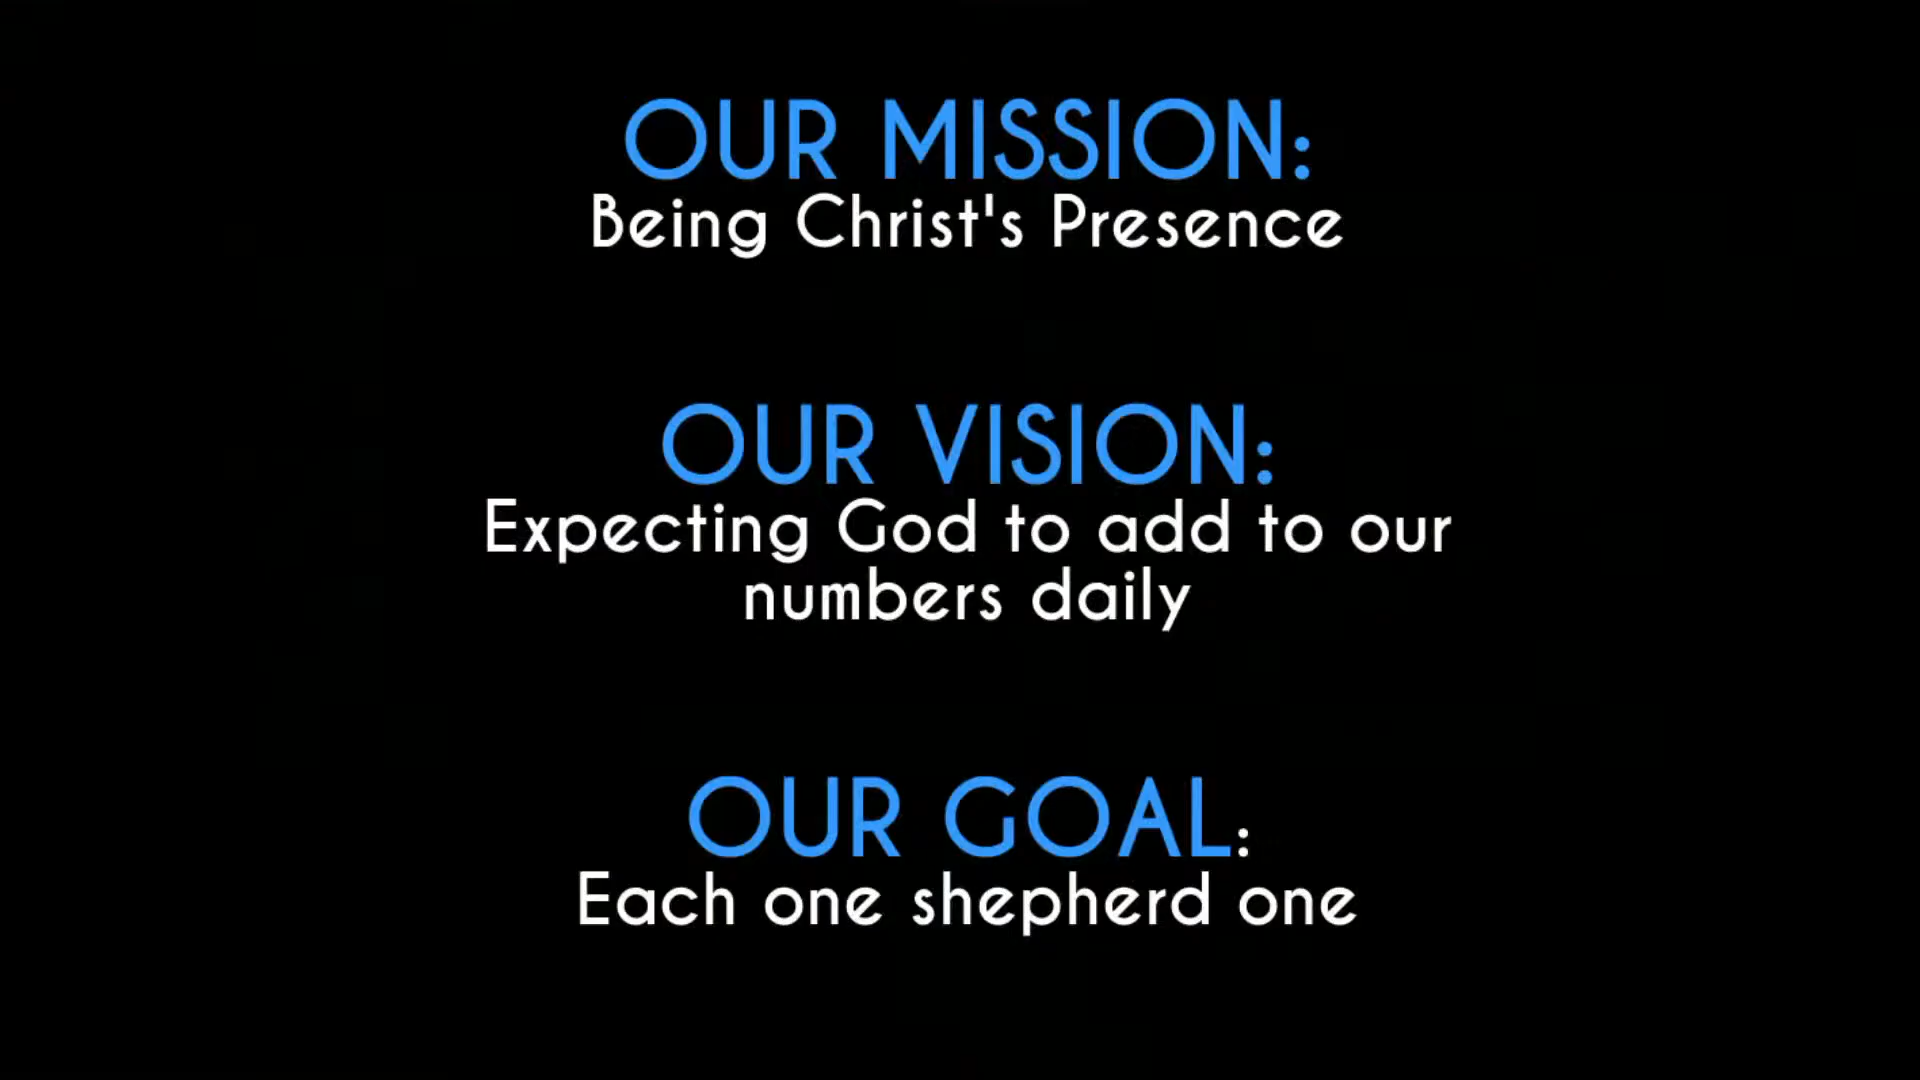 OUR MISSION:
Being Christ's Presence
OUR VISION:
Expecting God to add to our
numbers daily
OUR GOAL:
Each one shepherd one